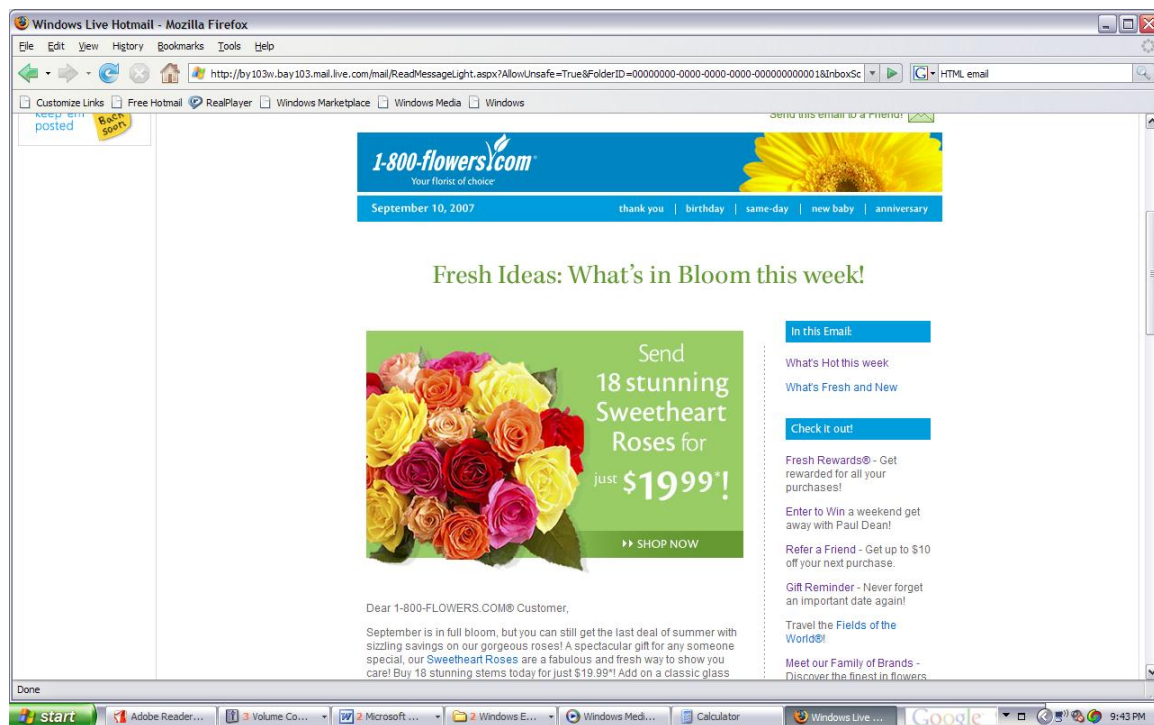 Windows Live Hotmail - Mozilla Firefox
File Edit View History Bookmarks Tools Help
http://by103w.bay103.mail.live.com/mail/ReadMessageLight.aspx?AllowUnsafe=True&FolderID=00000000-0000-0000-0000-000000000001&InboxSc
G HTML email
Customize Links Free Hotmail RealPlayer Windows Marketplace Windows Media Windows
keep 'em
posted
Back
soon
Send this email to a Friend!
1-800-flowers.com®
Your florist of choice
September 10, 2007
thank you | birthday | same-day | new baby | anniversary
Fresh Ideas: What's in Bloom this week!
Send
18 stunning
Sweetheart
Roses for
just $19.99*!
SHOP NOW
In this Email:
What's Hot this week
What's Fresh and New
Check it out!
Fresh Rewards® - Get
rewarded for all your
purchases!
Enter to Win a weekend get
away with Paul Dean!
Refer a Friend - Get up to $10
off your next purchase.
Gift Reminder - Never forget
an important date again!
Travel the Fields of the
World®!
Meet our Family of Brands -
Discover the finest in flowers
Dear 1-800-FLOWERS.COM® Customer,
September is in full bloom, but you can still get the last deal of summer with
sizzling savings on our gorgeous roses! A spectacular gift for any someone
special, our Sweetheart Roses are a fabulous and fresh way to show you
care! Buy 18 stunning stems today for just $19.99*! Add on a classic glass
Done
start
Adobe Reader...
3 Volume Co...
2 Microsoft ...
2 Windows E...
Windows Medi...
Calculator
Windows Live ...
Google
9:43 PM